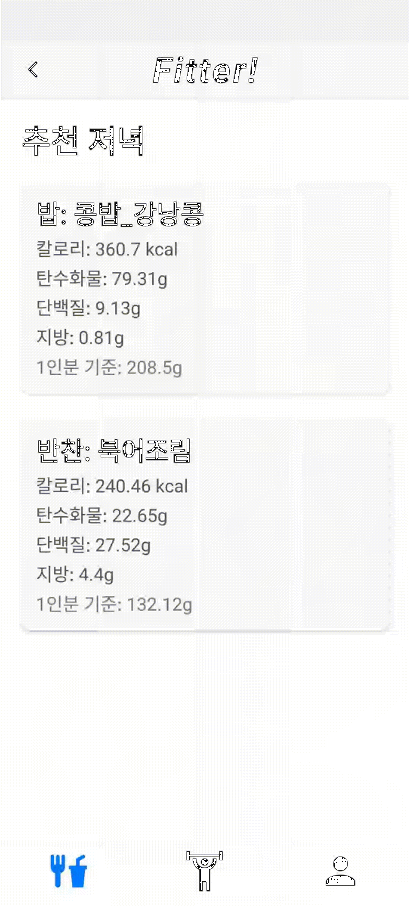 Fitter!
추천 저녁
밥: 콩밥_강낭콩
칼로리: 360.7 kcal
탄수화물: 79.31g
단백질: 9.13g
지방: 0.81g
1인분 기준: 208.5g
반찬: 북어조림
칼로리: 240.46 kcal
탄수화물: 22.65g
단백질: 27.52g
지방: 4.4g
1인분 기준: 132.12g